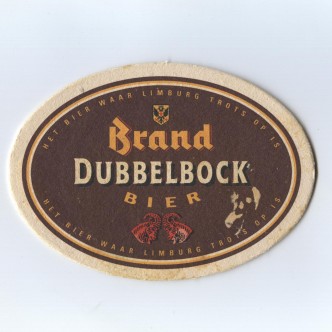 HET BIER WAAR LIMBURG TROTS OP IS
Brand
DUBBELBOCK
BIER
HET BIER WAAR LIMBURG TROTS OP IS